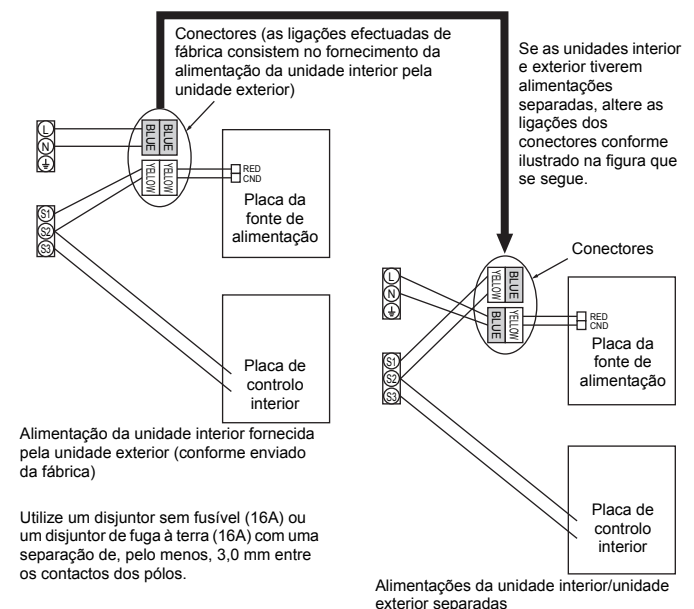 Conectores (as ligações efectuadas de
fábrica consistem no fornecimento da
alimentação da unidade interior pela
unidade exterior)
L
N
BLUE
BLUE
YELLOW
YELLOW
RED
CND
Placa da
fonte de
alimentação
S1
S2
S3
Placa de
controlo
interior
Alimentação da unidade interior fornecida
pela unidade exterior (conforme enviado
da fábrica)
Utilize um disjuntor sem fusível (16A) ou
um disjuntor de fuga à terra (16A) com uma
separação de, pelo menos, 3,0 mm entre
os contactos dos pólos.
Se as unidades interior
e exterior tiverem
alimentações
separadas, altere as
ligações dos
conectores conforme
ilustrado na figura que
se segue.
Conectores
L
N
YELLOW
BLUE
BLUE
YELLOW
RED
CND
Placa da
fonte de
alimentação
S1
S2
S3
Placa de
controlo
interior
Alimentações da unidade interior/unidade
exterior separadas